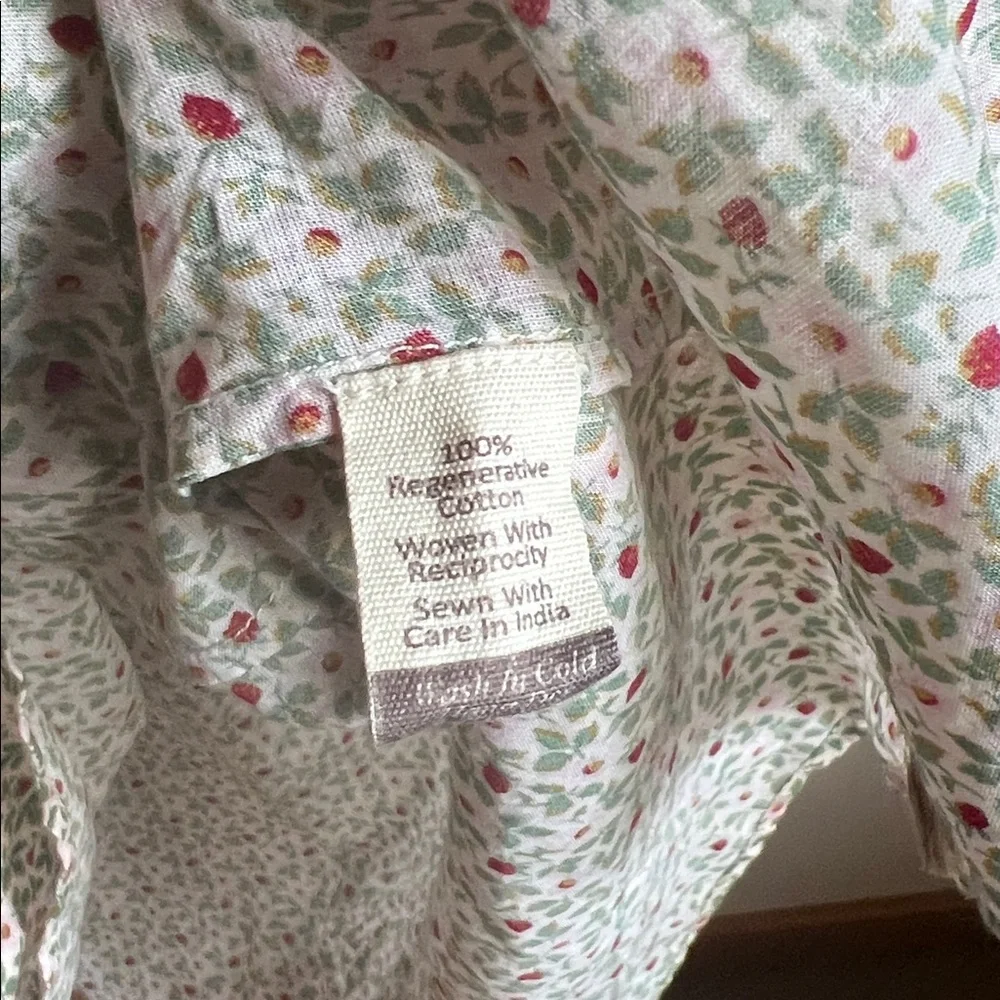 100%
Regenerative
Cotton
Woven With
Reciprocity
Sewn With
Care In India
Wash In Cold